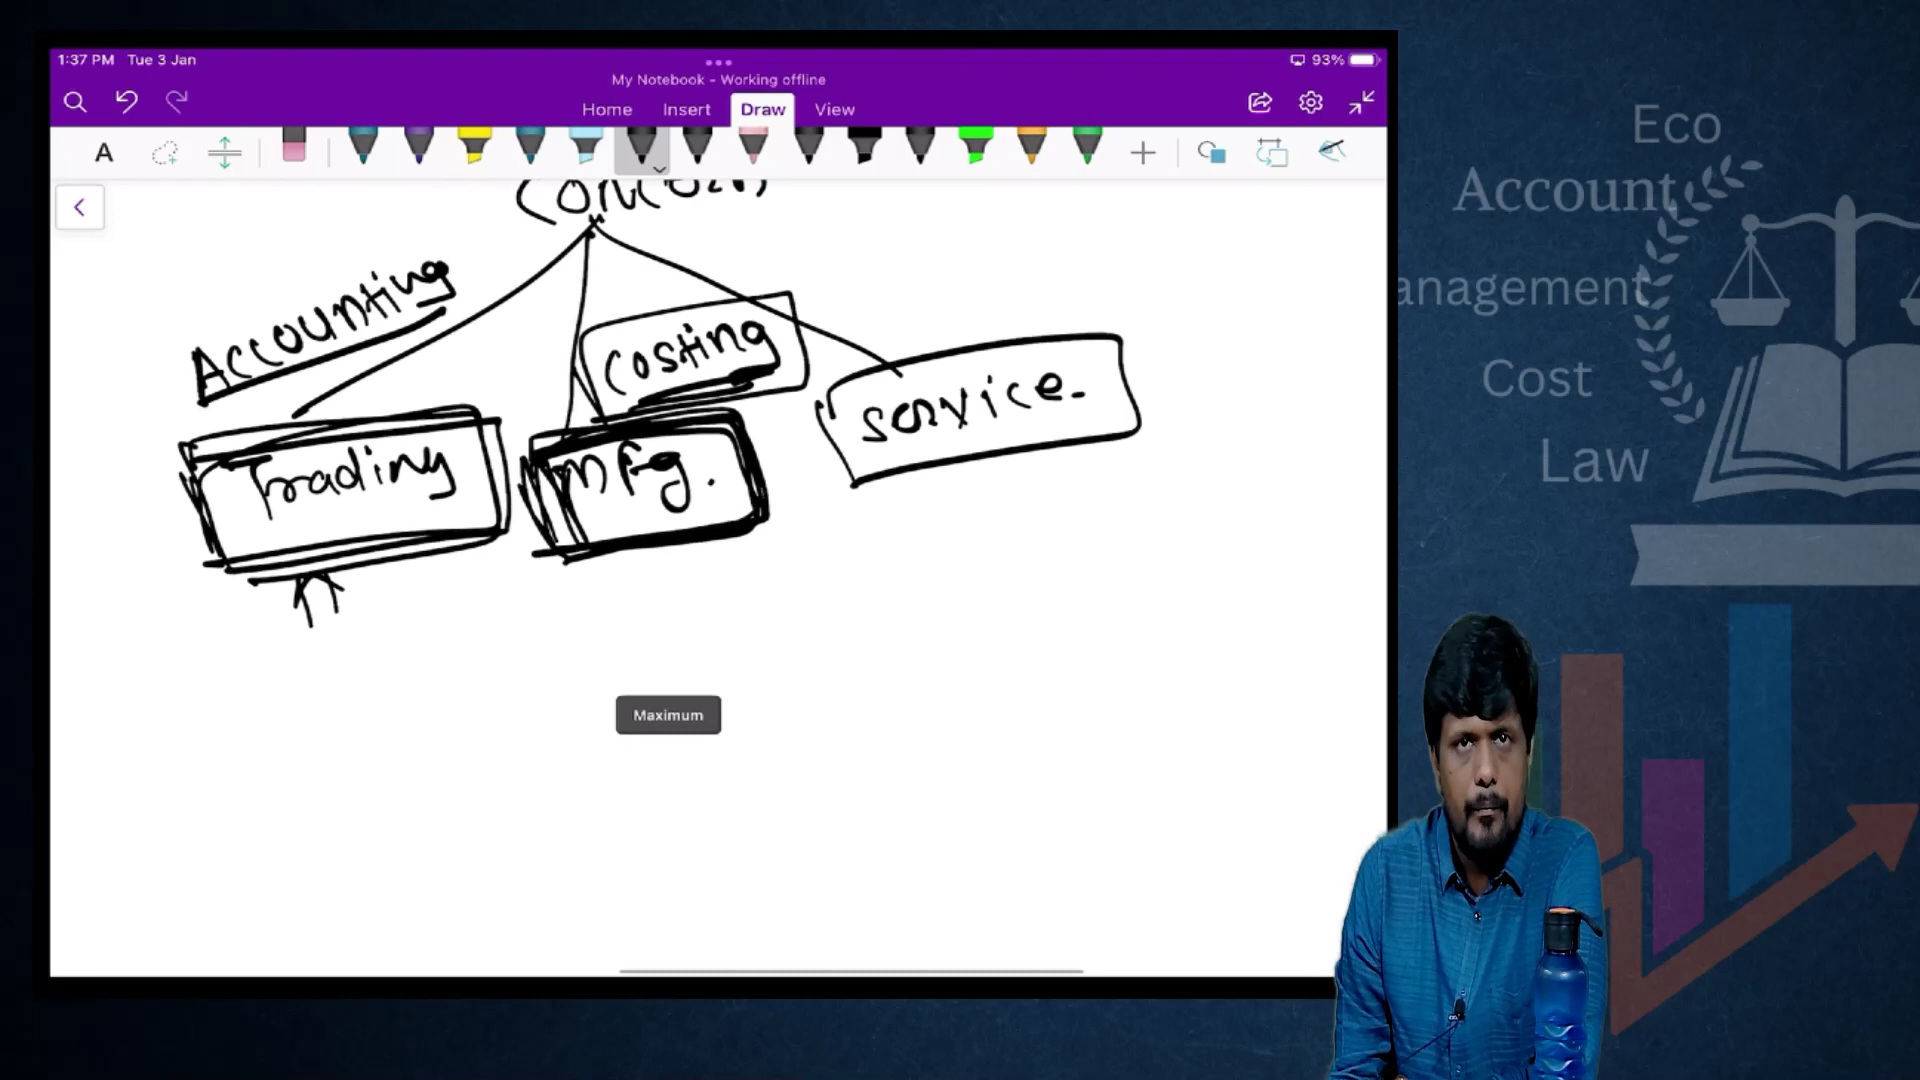 1:37 PM Tue 3 Jan
93%
My Notebook - Working offline
Home Insert Draw View
A
Accounting
Costing
Service.
Trading
Mfg.
Maximum
Eco
Account
anagement
Cost
Law